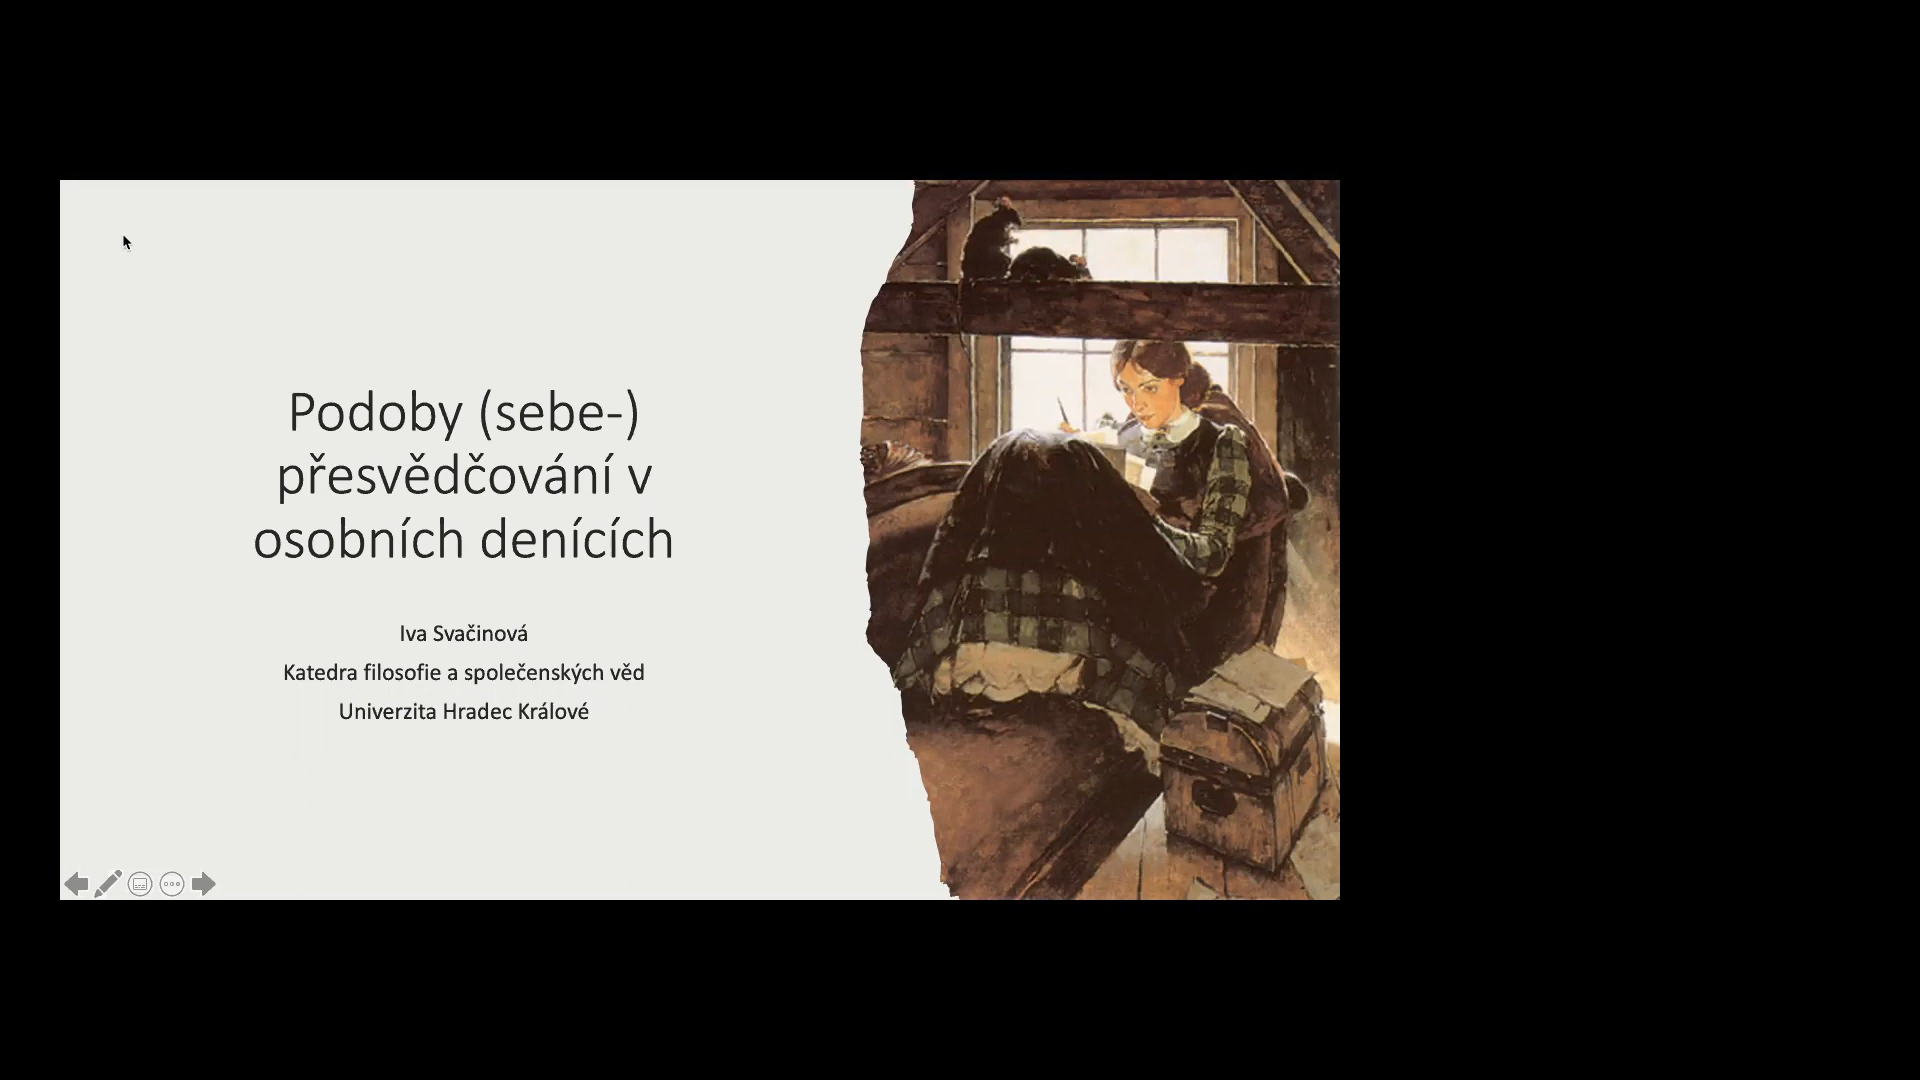 Podoby (sebe-)
přesvědčování v
osobních denících
Iva Svačinová
Katedra filosofie a společenských věd
Univerzita Hradec Králové